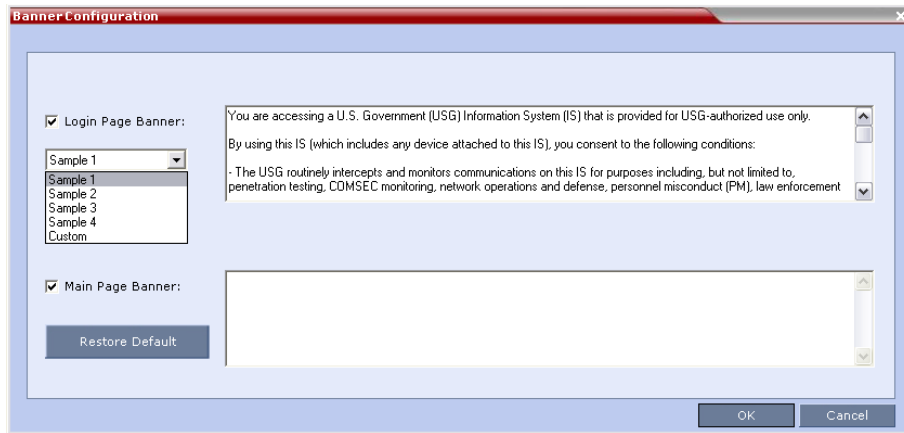 Banner Configuration
Login Page Banner:
You are accessing a U.S. Government (USG) Information System (IS) that is provided for USG-authorized use only.
By using this IS (which includes any device attached to this IS), you consent to the following conditions:
- The USG routinely intercepts and monitors communications on this IS for purposes including, but not limited to,
penetration testing, COMSEC monitoring, network operations and defense, personnel misconduct (PM), law enforcement
Sample 1
Sample 1
Sample 2
Sample 3
Sample 4
Custom
Main Page Banner:
Restore Default
OK
Cancel